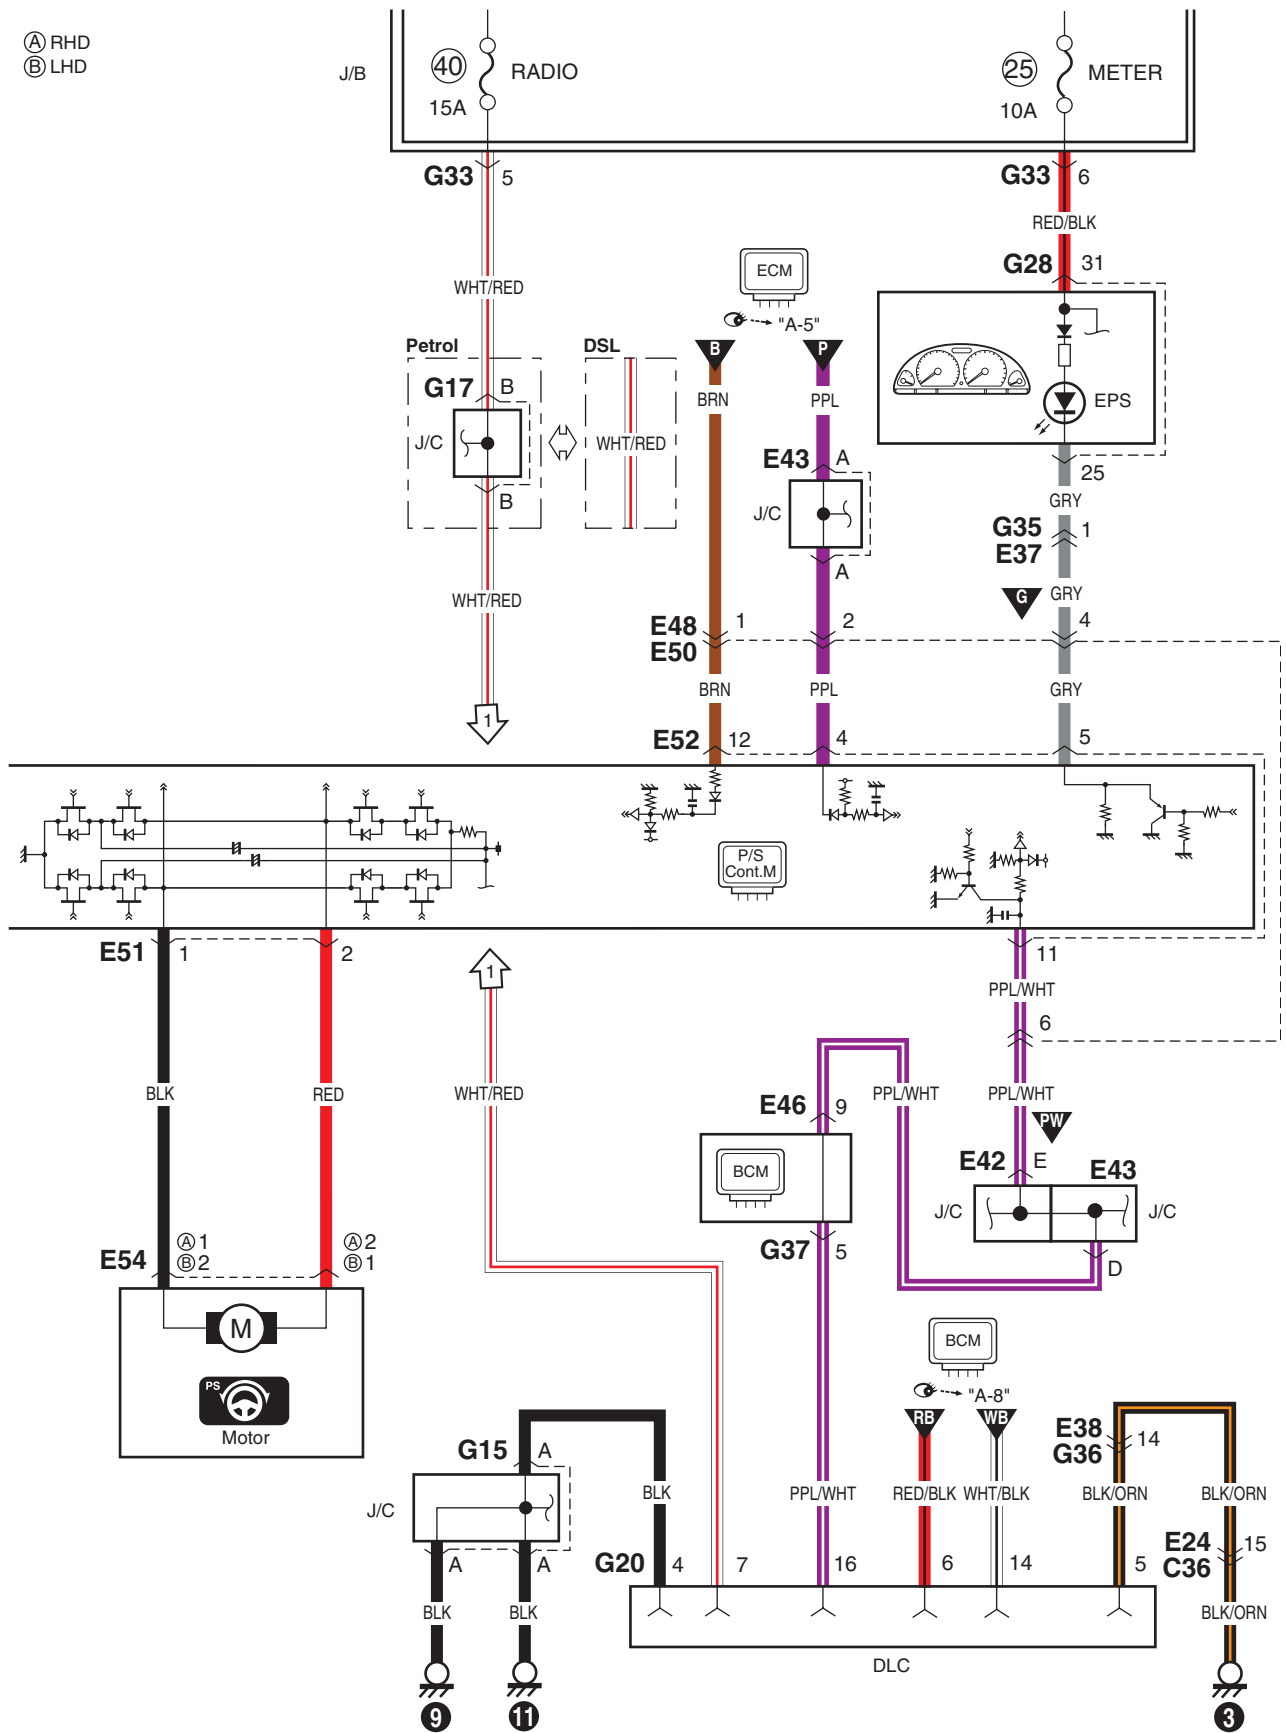 Ⓐ RHD
Ⓑ LHD
J/B
40
RADIO
15A
25
METER
10A
G33
5
G33
6
RED/BLK
G28
31
WHT/RED
ECM
"A-5"
Petrol
DSL
B
P
G17
B
BRN
PPL
EPS
J/C
WHT/RED
E43
A
25
B
J/C
GRY
G35
1
E37
A
WHT/RED
G
GRY
E48
1
2
4
E50
BRN
PPL
GRY
1
E52
12
4
5
P/S
Cont.M
E51
1
2
11
1
PPL/WHT
6
BLK
RED
WHT/RED
PPL/WHT
PPL/WHT
E46
9
PW
BCM
E42
E
E43
J/C
J/C
E54
Ⓐ1
Ⓑ2
Ⓐ2
Ⓑ1
G37
5
D
M
BCM
PS
Motor
"A-8"
RB
WB
E38
14
G36
G15
A
J/C
BLK
PPL/WHT
RED/BLK
WHT/BLK
BLK/ORN
BLK/ORN
E24
15
C36
A
A
G20
4
7
16
6
14
5
BLK
BLK
BLK/ORN
DLC
9
11
3